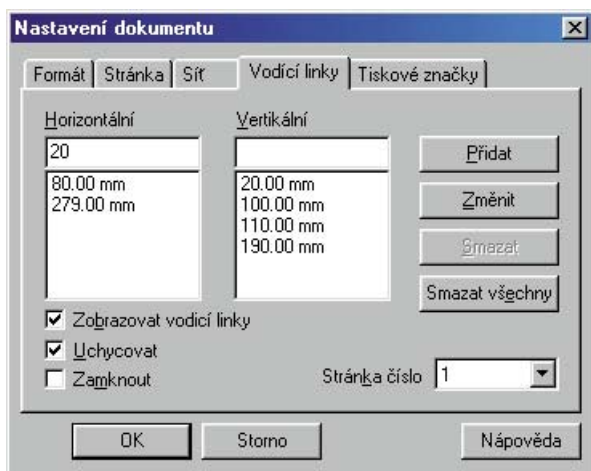 Nastavení dokumentu
Formát Stránka Síť Vodící linky Tiskové značky
Horizontální
Vertikální
20
80.00 mm
279.00 mm
20.00 mm
100.00 mm
110.00 mm
190.00 mm
Přidat
Změnit
Smazat
Smazat všechny
Zobrazovat vodicí linky
Uchycovat
Zamknout
Stránka číslo 1
OK Storno Nápověda